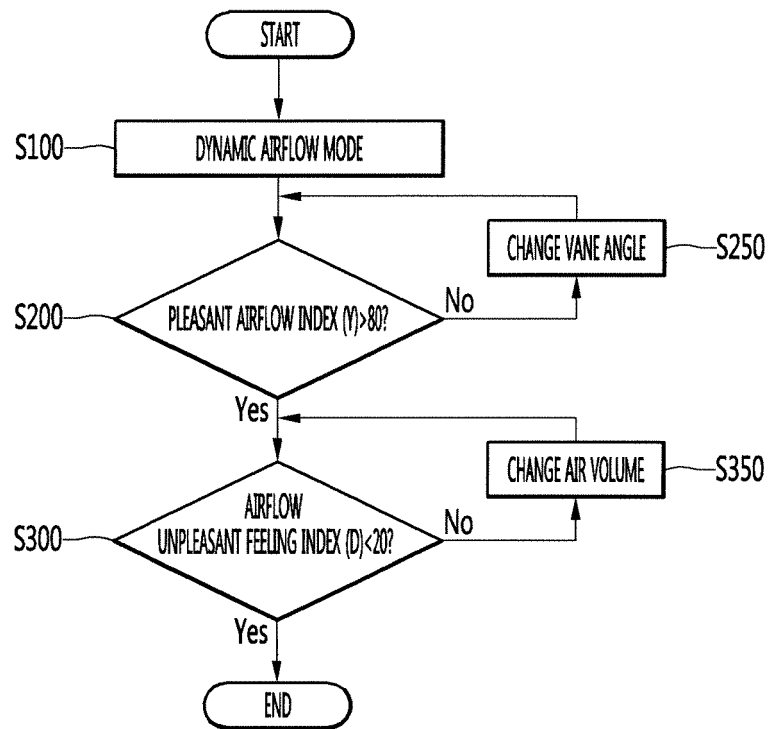 START
S100
DYNAMIC AIRFLOW MODE
CHANGE VANE ANGLE
S250
S200
PLEASANT AIRFLOW INDEX (Y)>80?
No
Yes
CHANGE AIR VOLUME
S350
AIRFLOW
S300
UNPLEASANT FEELING INDEX (D)<20?
No
Yes
END